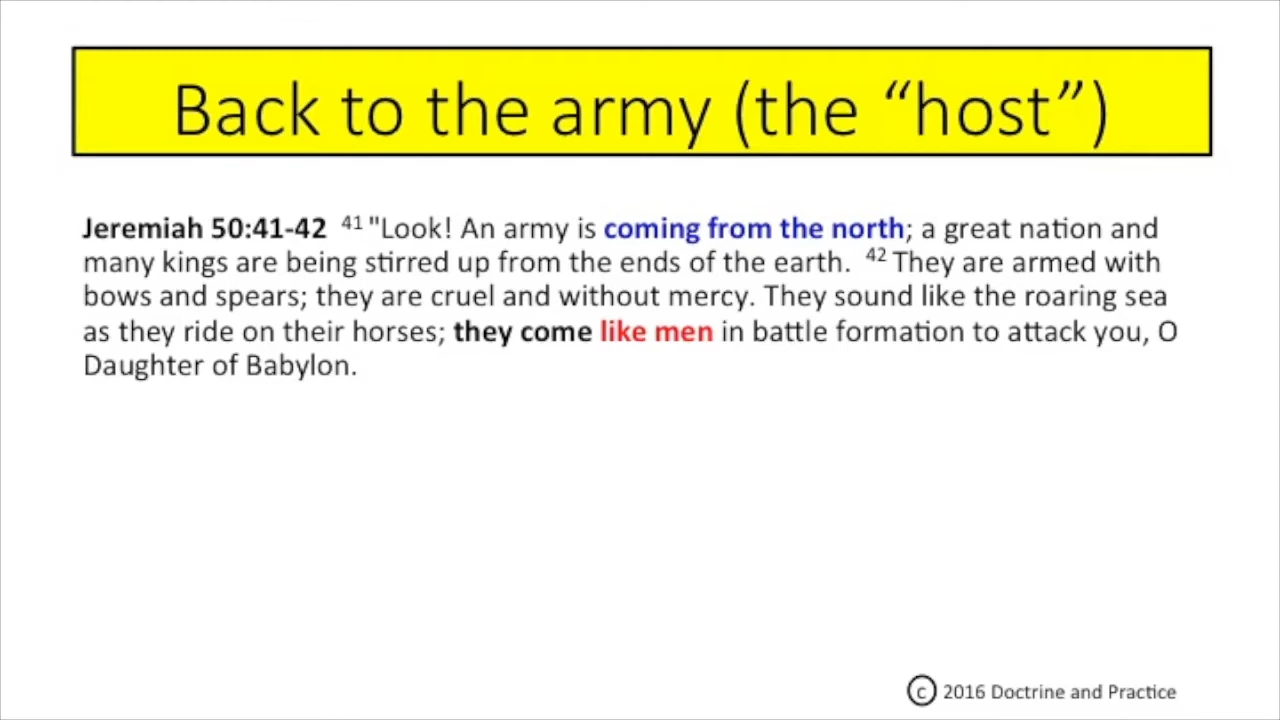 Back to the army (the “host”)
Jeremiah 50:41-42 41 "Look! An army is coming from the north; a great nation and
many kings are being stirred up from the ends of the earth. 42 They are armed with
bows and spears; they are cruel and without mercy. They sound like the roaring sea
as they ride on their horses; they come like men in battle formation to attack you, O
Daughter of Babylon.
© 2016 Doctrine and Practice